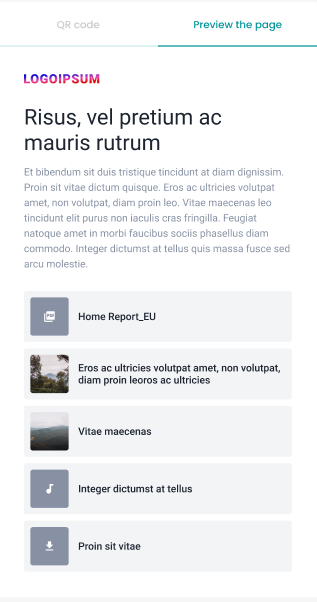 QR code
Preview the page
LOGOIPSUM
Risus, vel pretium ac
mauris rutrum
Et bibendum sit duis tristique tincidunt at diam dignissim.
Proin sit vitae dictum quisque. Eros ac ultricies volutpat
amet, non volutpat, diam proin leo. Vitae maecenas leo
tincidunt elit purus non iaculis cras fringilla. Feugiat
natoque amet in morbi faucibus sociis phasellus diam
commodo. Integer dictumst at tellus quis massa fusce sed
arcu molestie.
PDF
Home Report_EU
Eros ac ultricies volutpat amet, non volutpat,
diam proin leoros ac ultricies
Vitae maecenas
Integer dictumst at tellus
Proin sit vitae